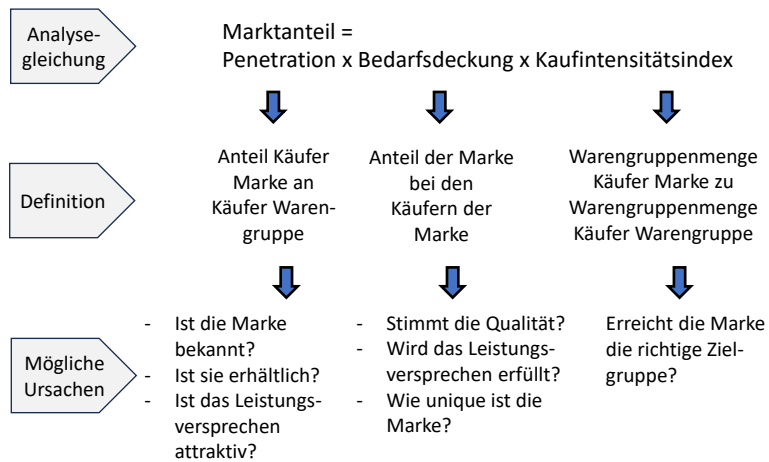 Analyse-
gleichung
Marktanteil =
Penetration x Bedarfsdeckung x Kaufintensitätsindex
Definition
Anteil Käufer
Marke an
Käufer Waren-
gruppe
Anteil der Marke
bei den
Käufern der
Marke
Warengruppenmenge
Käufer Marke zu
Warengruppenmenge
Käufer Warengruppe
Mögliche
Ursachen
- Ist die Marke
bekannt?
- Ist sie erhältlich?
- Ist das Leistungs-
versprechen
attraktiv?
- Stimmt die Qualität?
- Wird das Leistungs-
versprechen erfüllt?
- Wie unique ist die
Marke?
Erreicht die Marke
die richtige Ziel-
gruppe?